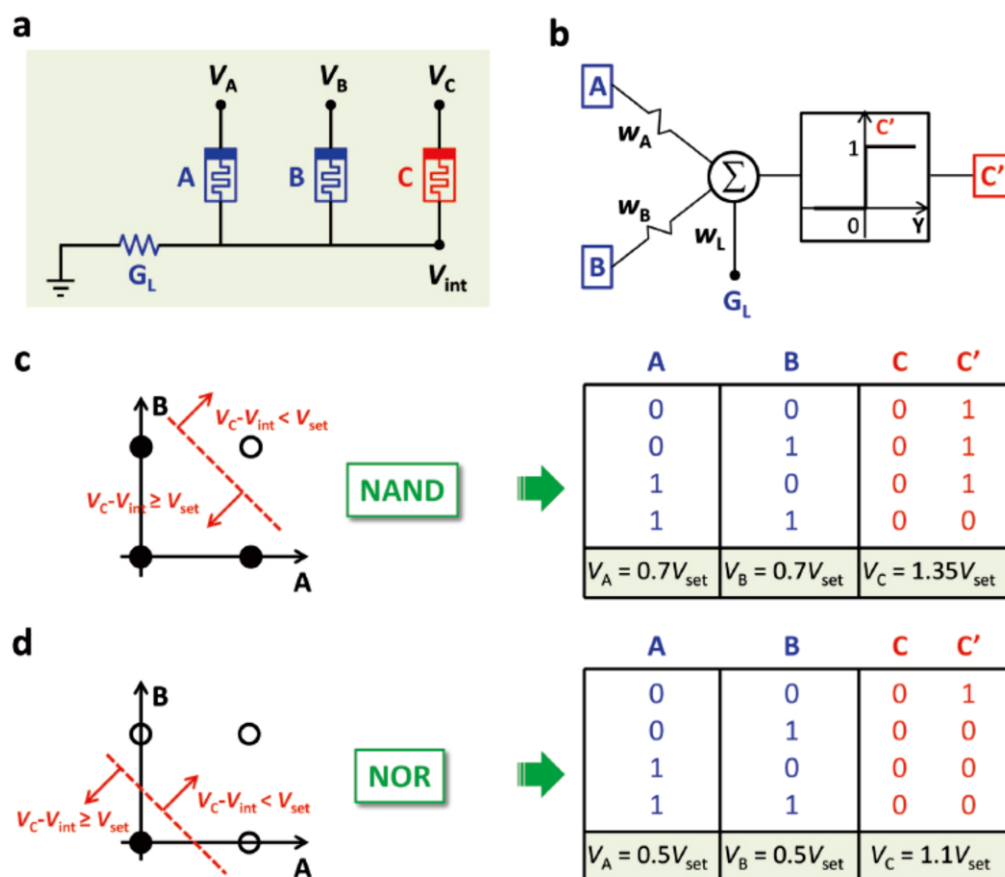 a
V_A V_B V_C
A B C
G_L V_int
b
A
w_A
Σ
C'
1
0
Y
C'
w_B
w_L
B
G_L
c
B
V_C-V_int < V_set
V_C-V_int ≥ V_set
A
NAND
A B C C'
0 0 0 1
0 1 0 1
1 0 0 1
1 1 0 0
V_A = 0.7V_set V_B = 0.7V_set V_C = 1.35V_set
d
B
V_C-V_int ≥ V_set
V_C-V_int < V_set
A
NOR
A B C C'
0 0 0 1
0 1 0 0
1 0 0 0
1 1 0 0
V_A = 0.5V_set V_B = 0.5V_set V_C = 1.1V_set